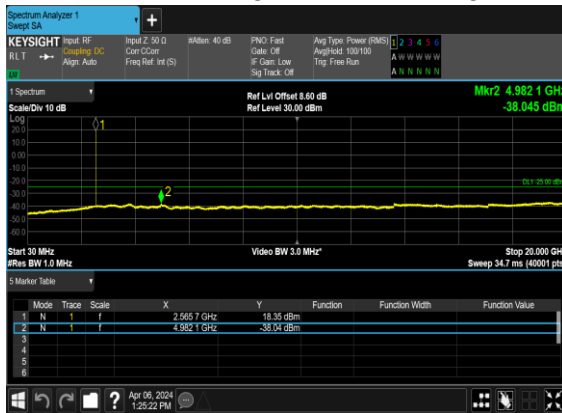 Spectrum Analyzer 1
Swept SA
KEYSIGHT Input: RF Input Z: 50 Ω #Atten: 40 dB PNO: Fast Avg Type: Power (RMS) 1 2 3 4 5 6
RLT Coupling: DC Corr CCorr Gate: Off Avg|Hold: 100/100 A W W W W W
Align: Auto Freq Ref: Int (S) IF Gain: Low Trig: Free Run
Sig Track: Off A N N N N N
1 Spectrum
Ref Lvl Offset 8.60 dB Mkr2 4.982 1 GHz
Scale/Div 10 dB Ref Level 30.00 dBm -38.045 dBm
Log
20.0 1
10.0
0.00
-10.0
-20.0 DL1 -25.00 dBm
-30.0 2
-40.0
-50.0
-60.0
Start 30 MHz Video BW 3.0 MHz* Stop 20.000 GHz
#Res BW 1.0 MHz Sweep 34.7 ms (40001 pts)
5 Marker Table
Mode Trace Scale X Y Function Function Width Function Value
1 N 1 f 2.565 7 GHz 18.35 dBm
2 N 1 f 4.982 1 GHz -38.04 dBm
3
4
5
6
? Apr 06, 2024
1:25:22 PM